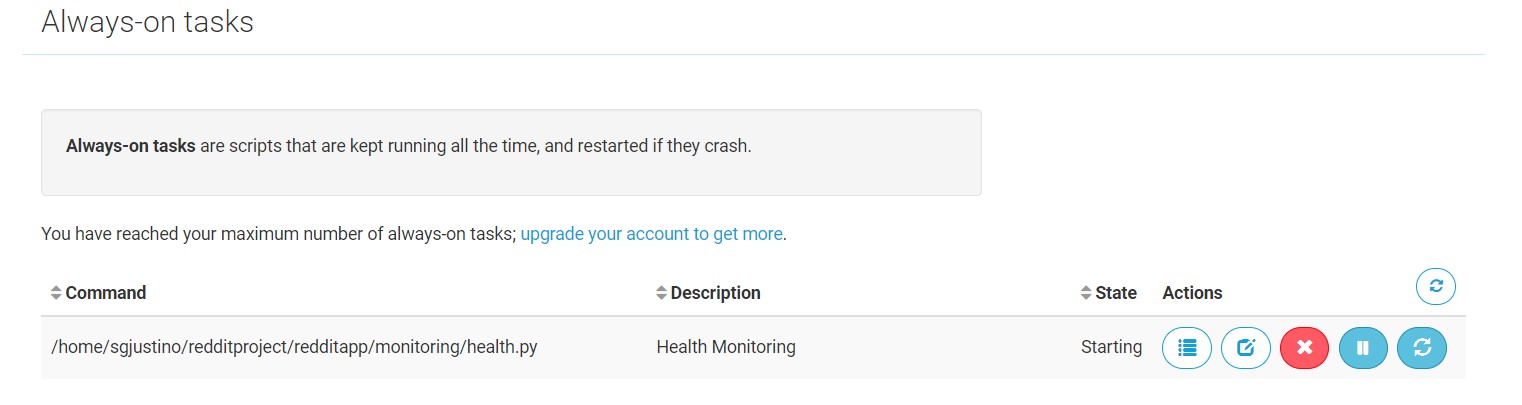 Always-on tasks
Always-on tasks are scripts that are kept running all the time, and restarted if they crash.
You have reached your maximum number of always-on tasks; upgrade your account to get more.
Command Description State Actions
/home/sgjustino/redditproject/redditapp/monitoring/health.py Health Monitoring Starting